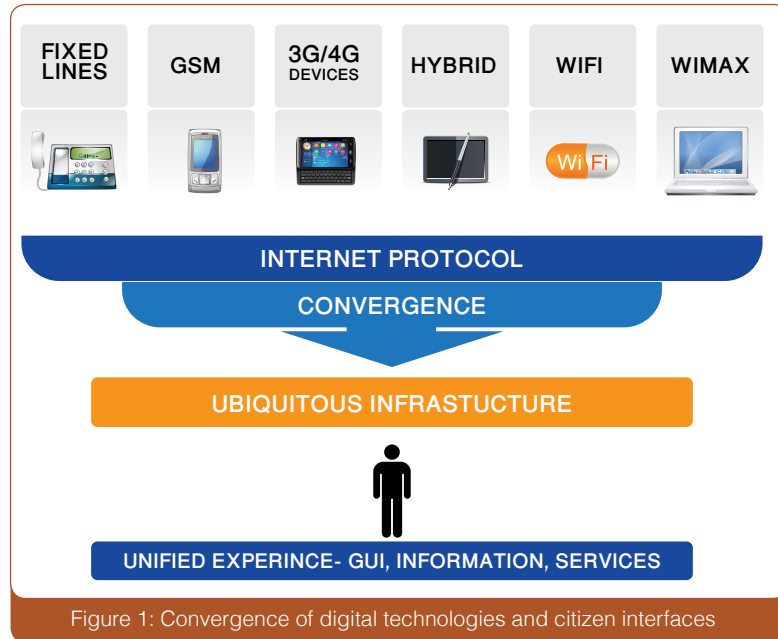 FIXED LINES
GSM
3G/4G DEVICES
HYBRID
WIFI
WIMAX
Wi Fi
INTERNET PROTOCOL
CONVERGENCE
UBIQUITOUS INFRASTUCTURE
UNIFIED EXPERINCE- GUI, INFORMATION, SERVICES
Figure 1: Convergence of digital technologies and citizen interfaces